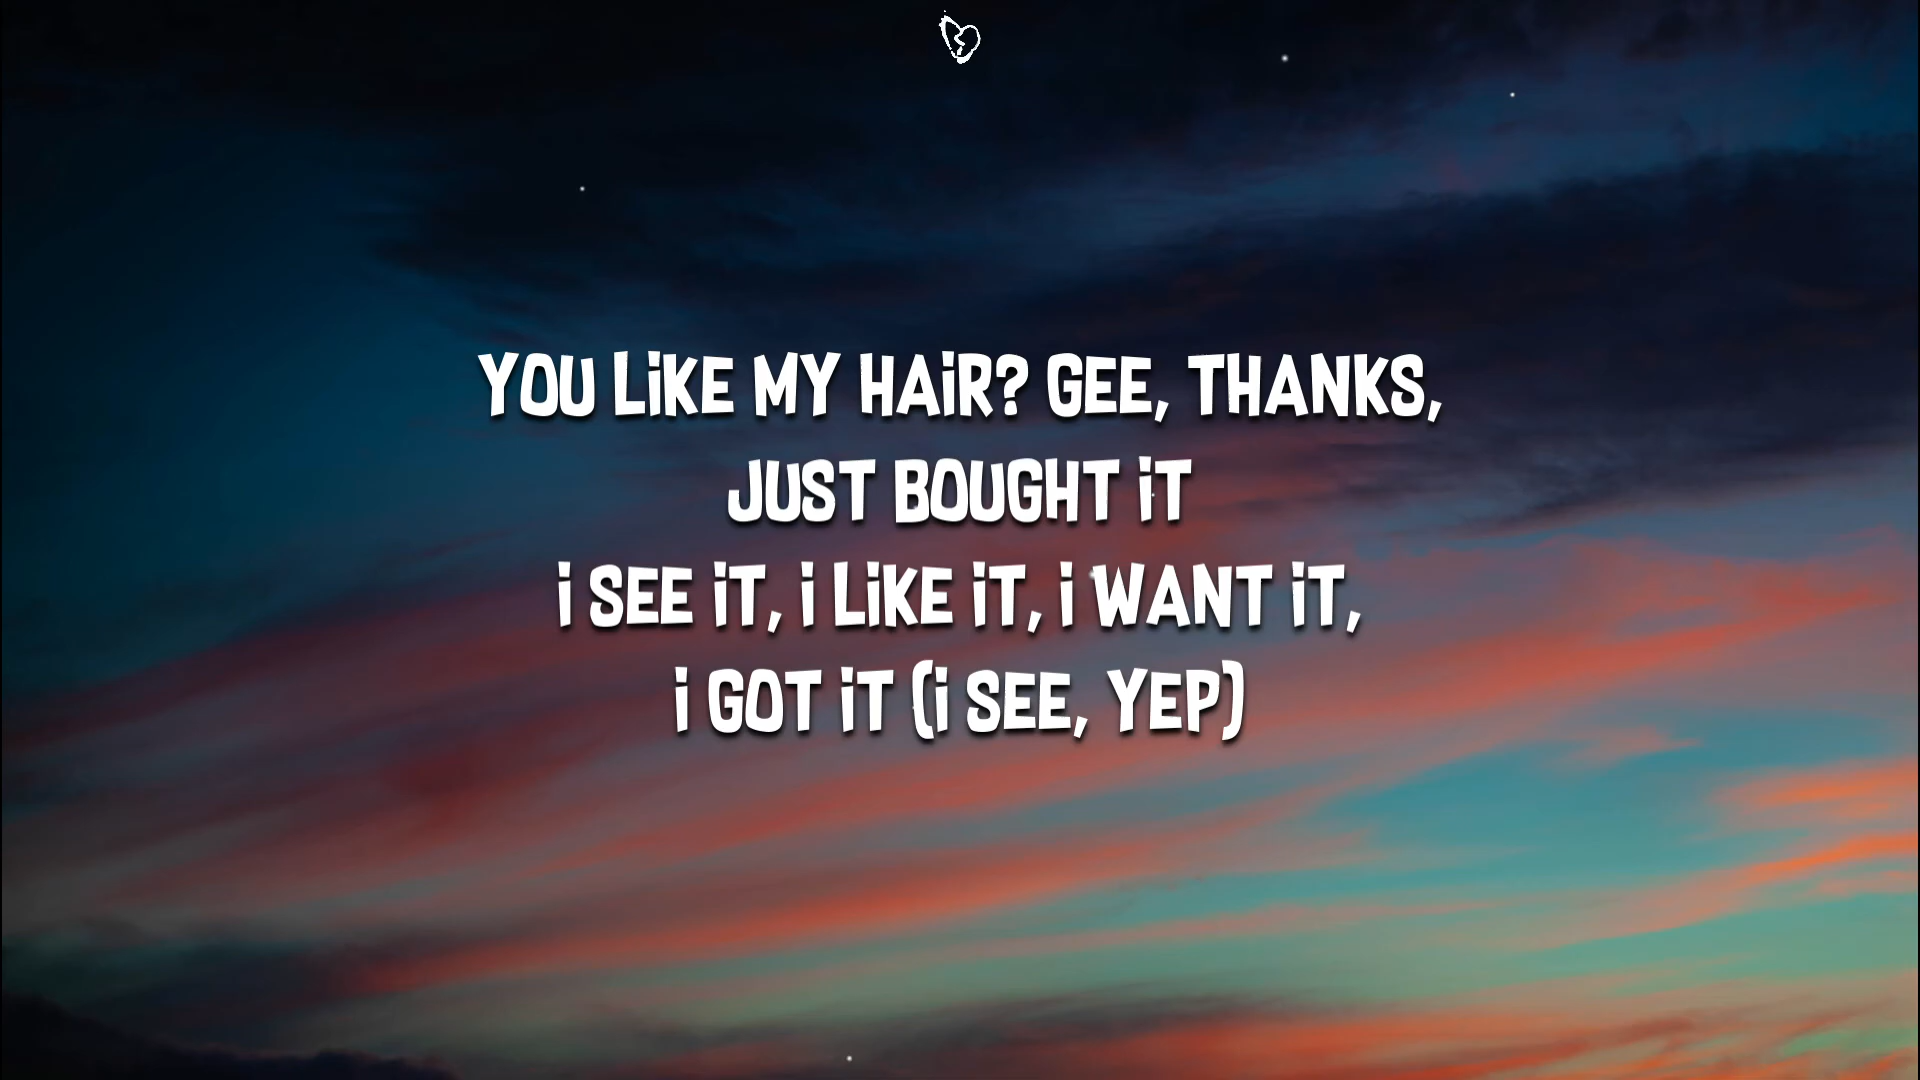 YOU LiKE MY HAiR? GEE, THANKS,
JUST BOUGHT iT
i SEE iT, i LiKE iT, i WANT iT,
i GOT iT (i SEE, YEP)